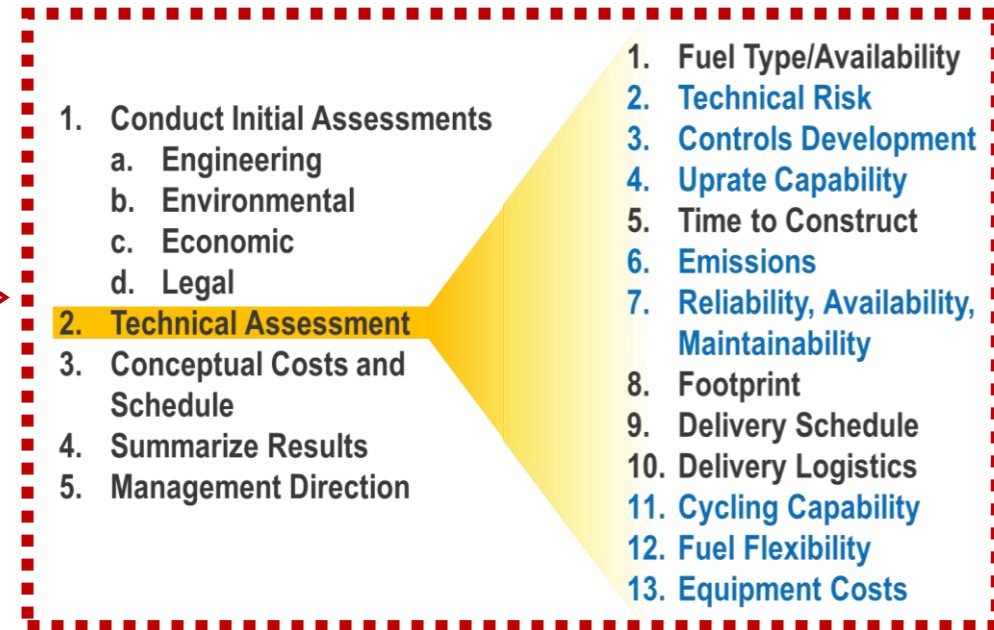 1. Conduct Initial Assessments
a. Engineering
b. Environmental
c. Economic
d. Legal
2. Technical Assessment
3. Conceptual Costs and
Schedule
4. Summarize Results
5. Management Direction
1. Fuel Type/Availability
2. Technical Risk
3. Controls Development
4. Uprate Capability
5. Time to Construct
6. Emissions
7. Reliability, Availability,
Maintainability
8. Footprint
9. Delivery Schedule
10. Delivery Logistics
11. Cycling Capability
12. Fuel Flexibility
13. Equipment Costs